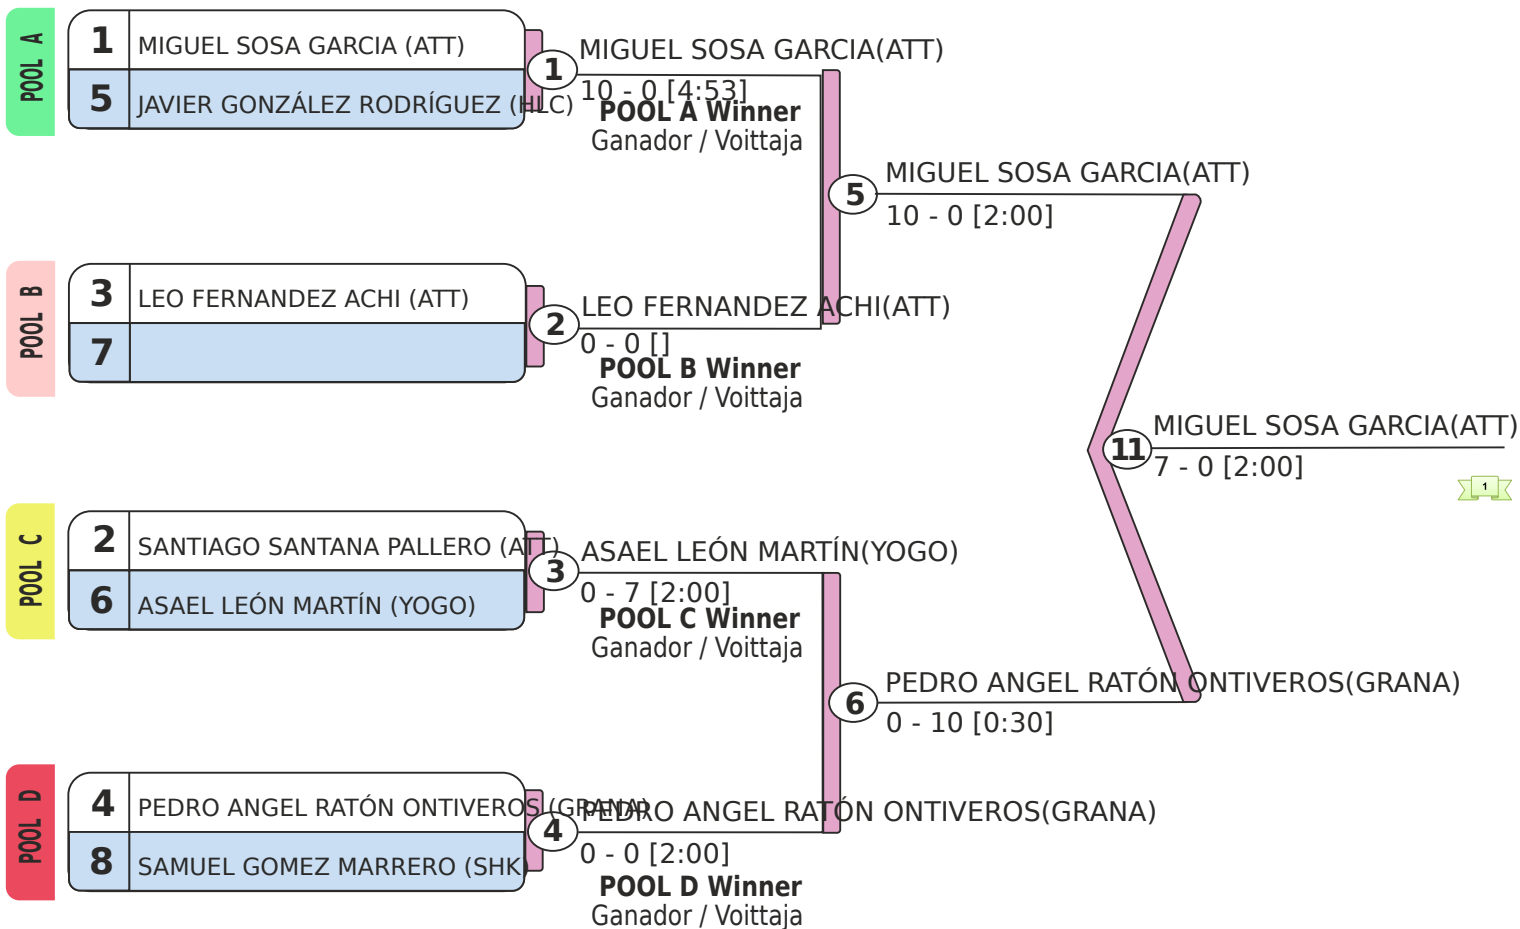 POOL A
1 MIGUEL SOSA GARCIA (ATT)
5 JAVIER GONZÁLEZ RODRÍGUEZ (HLC)
1
MIGUEL SOSA GARCIA(ATT)
10 - 0 [4:53]
POOL A Winner
Ganador / Voittaja
5
MIGUEL SOSA GARCIA(ATT)
10 - 0 [2:00]
POOL B
3 LEO FERNANDEZ ACHI (ATT)
7
2
LEO FERNANDEZ ACHI(ATT)
0 - 0 []
POOL B Winner
Ganador / Voittaja
11
MIGUEL SOSA GARCIA(ATT)
7 - 0 [2:00]
1
POOL C
2 SANTIAGO SANTANA PALLERO (ATT)
6 ASAEL LEÓN MARTÍN (YOGO)
3
ASAEL LEÓN MARTÍN(YOGO)
0 - 7 [2:00]
POOL C Winner
Ganador / Voittaja
6
PEDRO ANGEL RATÓN ONTIVEROS(GRANA)
0 - 10 [0:30]
POOL D
4 PEDRO ANGEL RATÓN ONTIVEROS (GRANA)
8 SAMUEL GOMEZ MARRERO (SHK)
4
PEDRO ANGEL RATÓN ONTIVEROS(GRANA)
0 - 0 [2:00]
POOL D Winner
Ganador / Voittaja